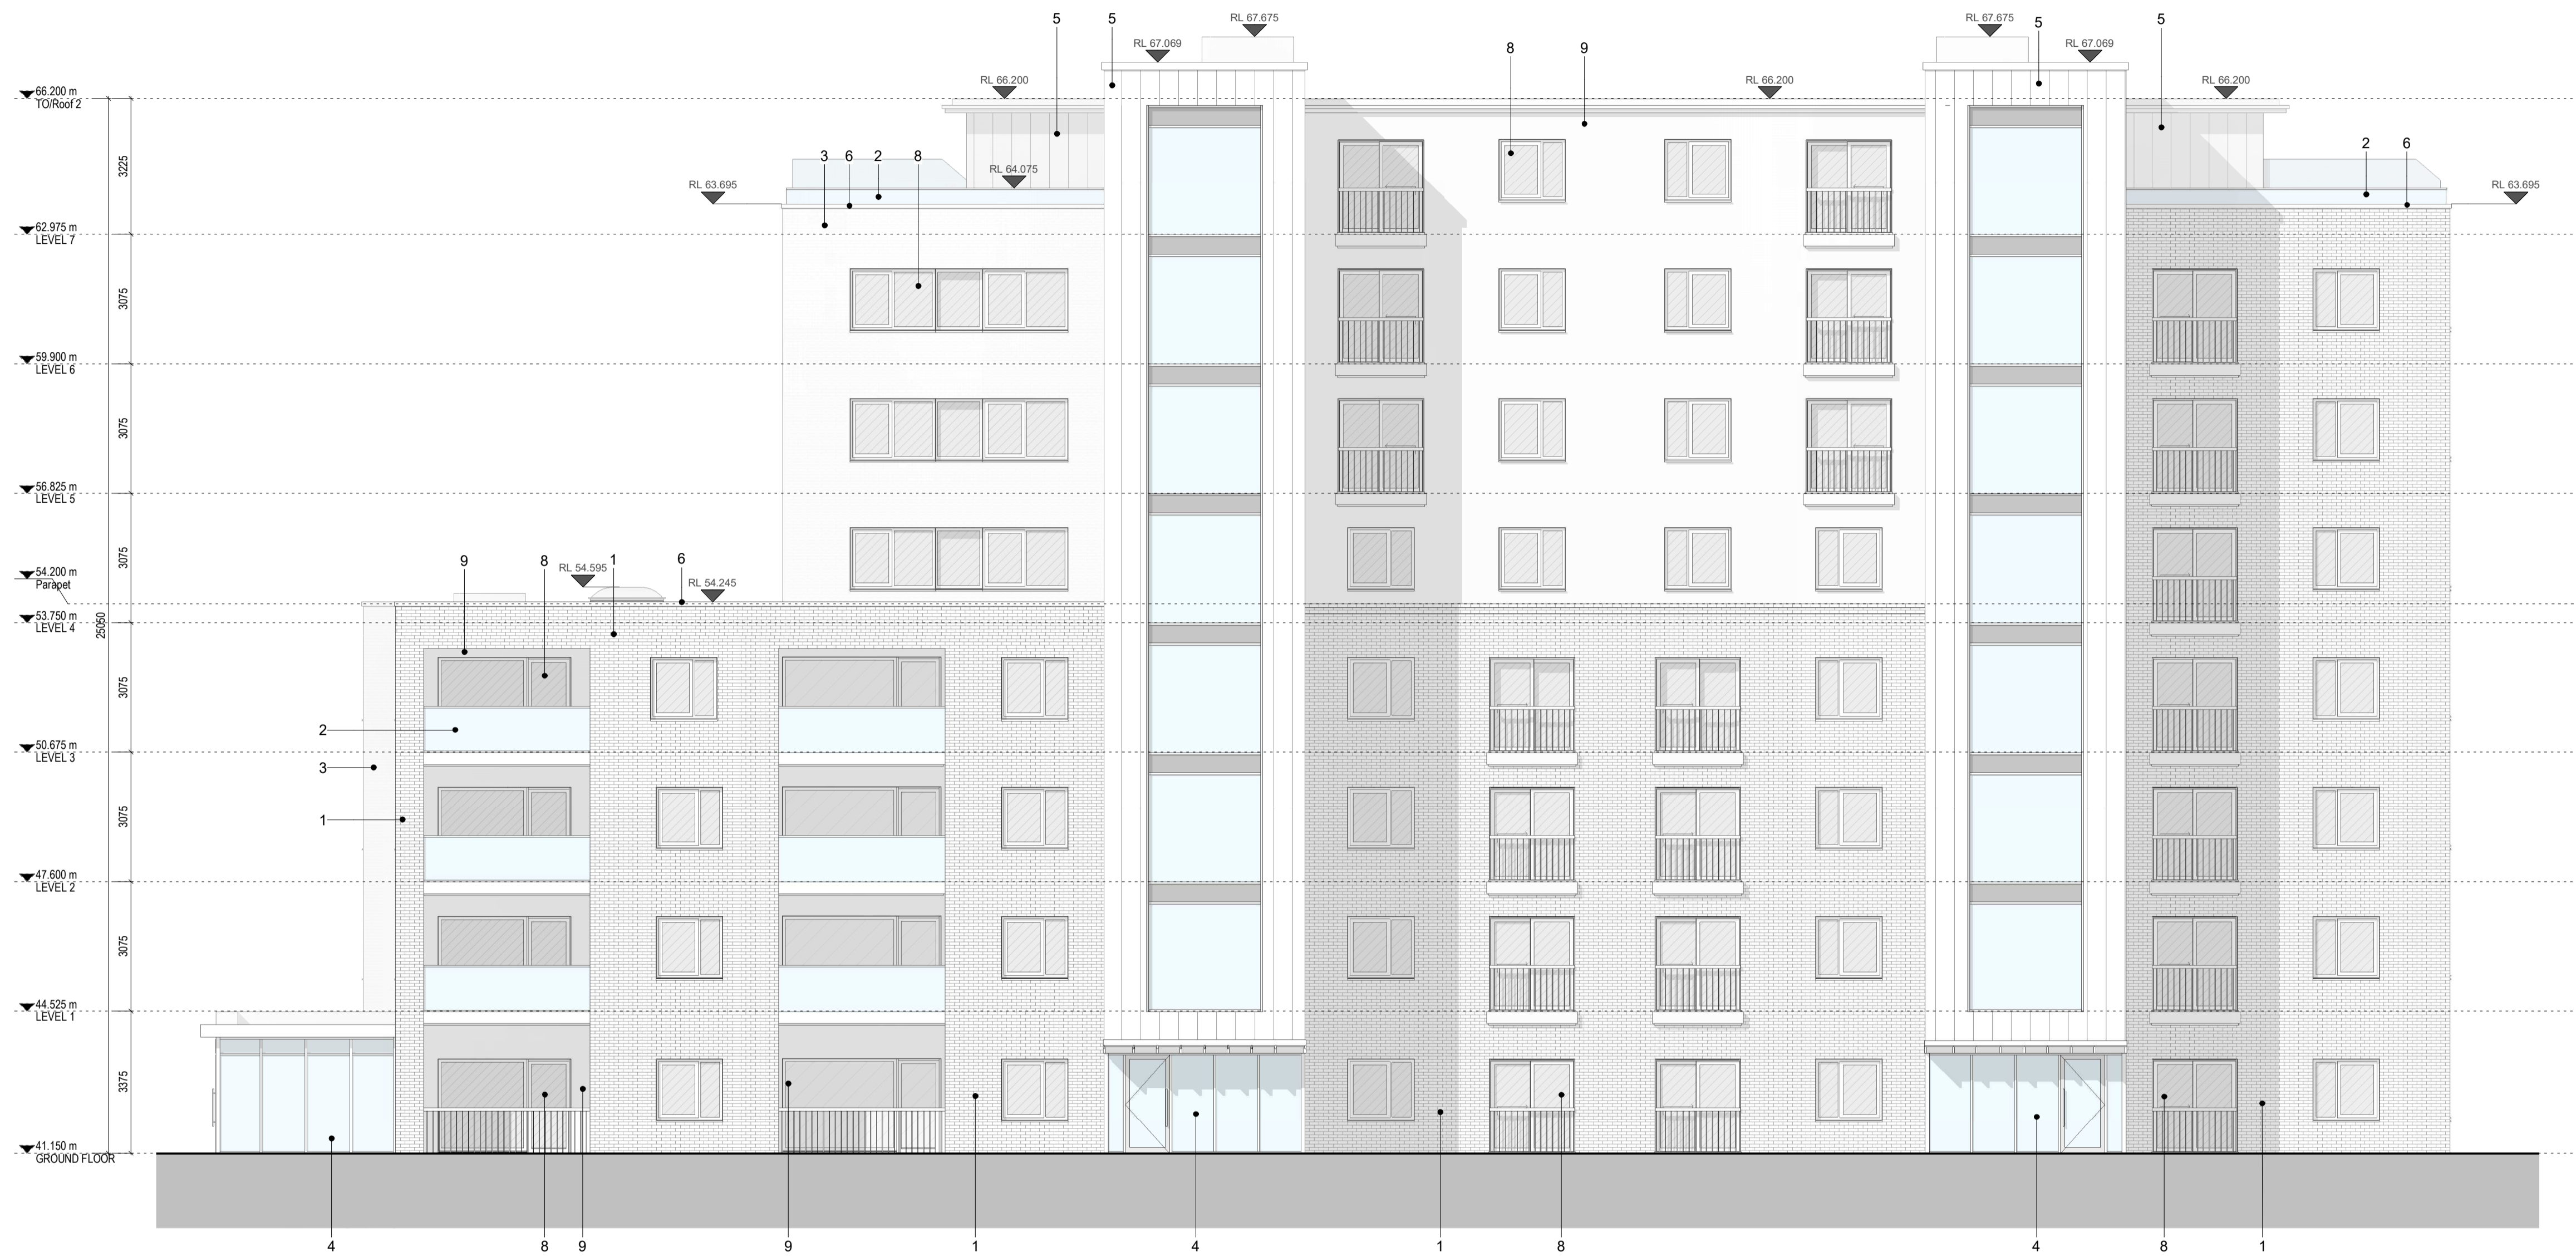 5
5
RL 67.675
RL 67.069
8
9
RL 67.675
5
RL 67.069
5
66.200 m
TO/Roof 2
RL 66.200
RL 66.200
RL 66.200
3225
3
6
2
8
RL 64.075
RL 63.695
2
6
RL 63.695
62.975 m
LEVEL 7
3075
59.900 m
LEVEL 6
3075
56.825 m
LEVEL 5
3075
54.200 m
Parapet
9
8
RL 54.595
1
6
RL 54.245
53.750 m
LEVEL 4
25050
3075
2
50.675 m
LEVEL 3
3
1
3075
47.600 m
LEVEL 2
3075
44.525 m
LEVEL 1
3375
41.150 m
GROUND FLOOR
4
8
9
9
1
4
1
8
4
8
1